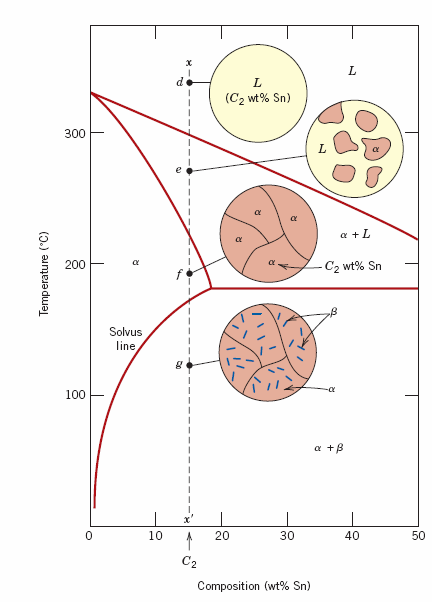 x
d
L
(C2 wt% Sn)
L
300
L
α
e
α
α
α
α
α + L
C2 wt% Sn
Temperature (°C)
200
α
f
β
Solvus
line
g
100
α
α + β
x′
0
10
20
30
40
50
C2
Composition (wt% Sn)